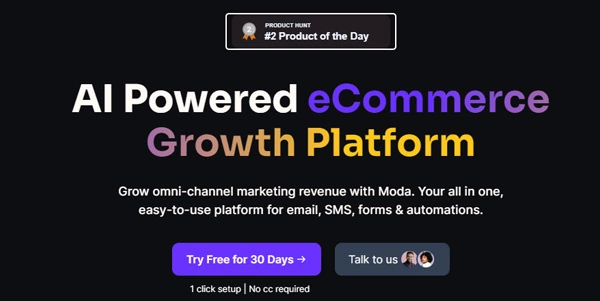 2
PRODUCT HUNT
#2 Product of the Day
AI Powered eCommerce
Growth Platform
Grow omni-channel marketing revenue with Moda. Your all in one,
easy-to-use platform for email, SMS, forms & automations.
Try Free for 30 Days →
Talk to us
1 click setup | No cc required